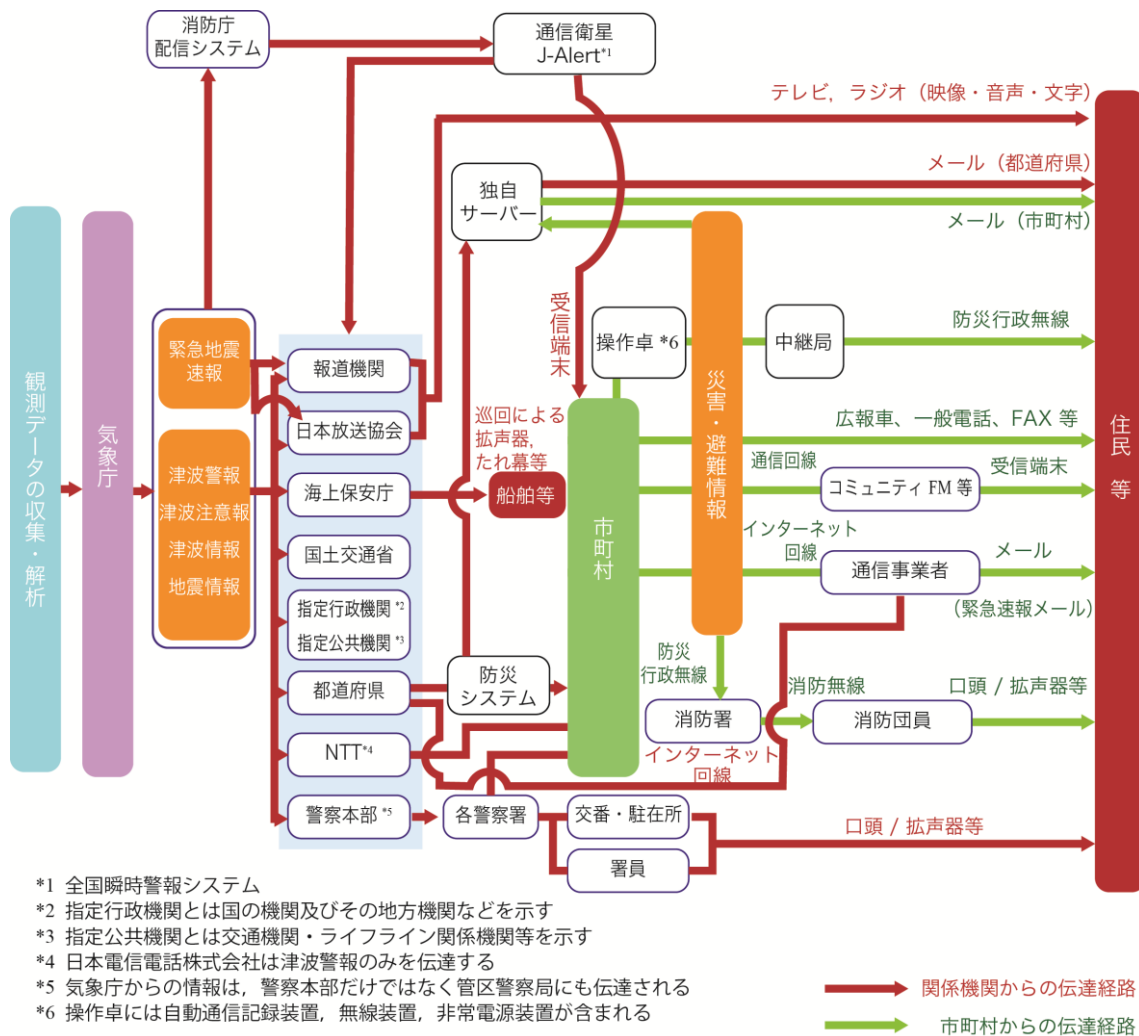 消防庁
配信システム
通信衛星
J-Alert*1
テレビ，ラジオ（映像・音声・文字）
メール（都道府県）
独自
サーバー
メール（市町村）
観測データの収集・解析
気象庁
緊急地震
速報
津波警報
津波注意報
津波情報
地震情報
報道機関
日本放送協会
海上保安庁
国土交通省
指定行政機関 *2
指定公共機関 *3
都道府県
NTT*4
警察本部 *5
巡回による
拡声器，
たれ幕等
船舶等
防災
システム
各警察署
受信端末
市町村
操作卓 *6
災害・避難情報
中継局
防災行政無線
広報車、一般電話、FAX 等
通信回線
コミュニティ FM 等
受信端末
インターネット
回線
通信事業者
メール
(緊急速報メール)
防災
行政無線
消防署
消防無線
消防団員
口頭 / 拡声器等
インターネット
回線
交番・駐在所
署員
口頭 / 拡声器等
住民 等
*1 全国瞬時警報システム
*2 指定行政機関とは国の機関及びその地方機関などを示す
*3 指定公共機関とは交通機関・ライフライン関係機関等を示す
*4 日本電信電話株式会社は津波警報のみを伝達する
*5 気象庁からの情報は，警察本部だけではなく管区警察局にも伝達される
*6 操作卓には自動通信記録装置，無線装置，非常電源装置が含まれる
関係機関からの伝達経路
市町村からの伝達経路